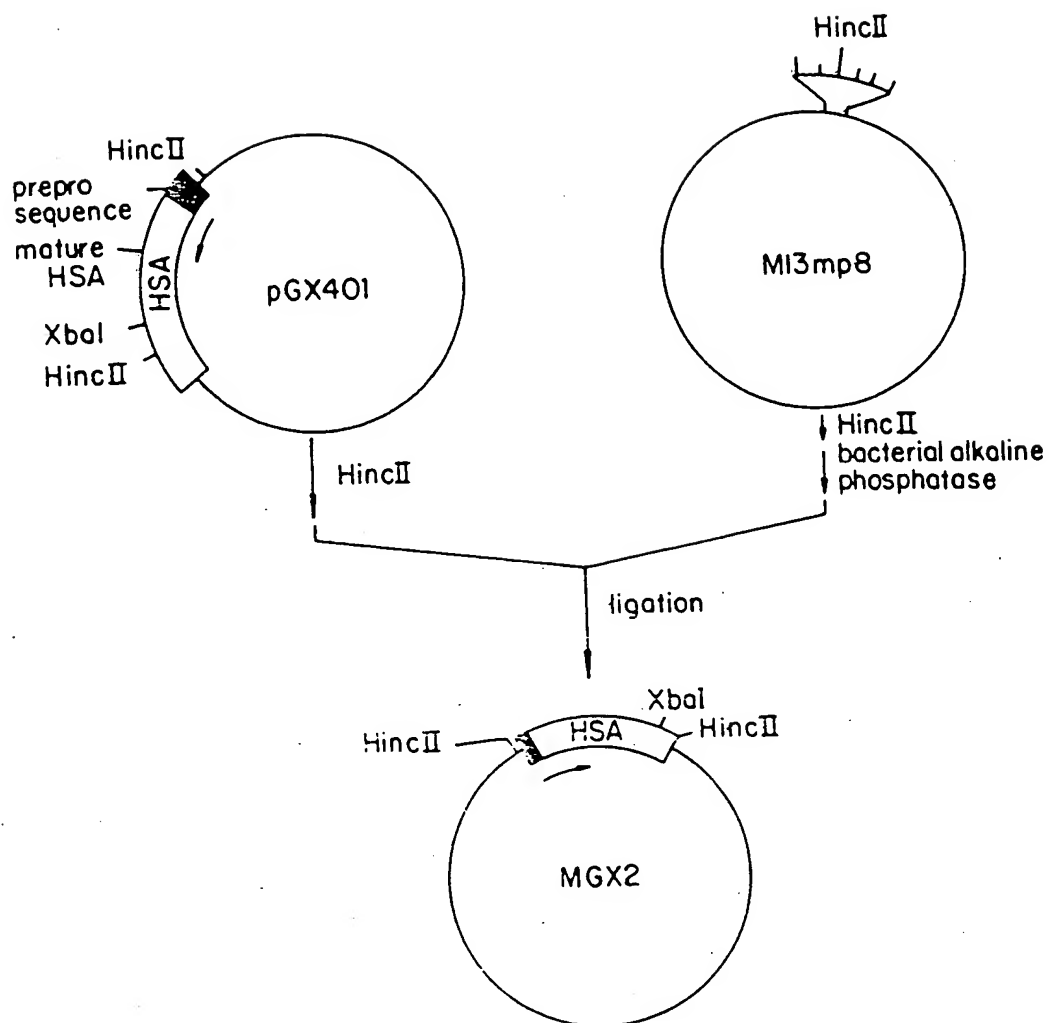 HincII
prepro
sequence
mature
HSA
HSA
XbaI
HincII
pGX401
HincII
HincII
M13mp8
HincII
bacterial alkaline
phosphatase
ligation
HincII
HSA
XbaI
HincII
MGX2